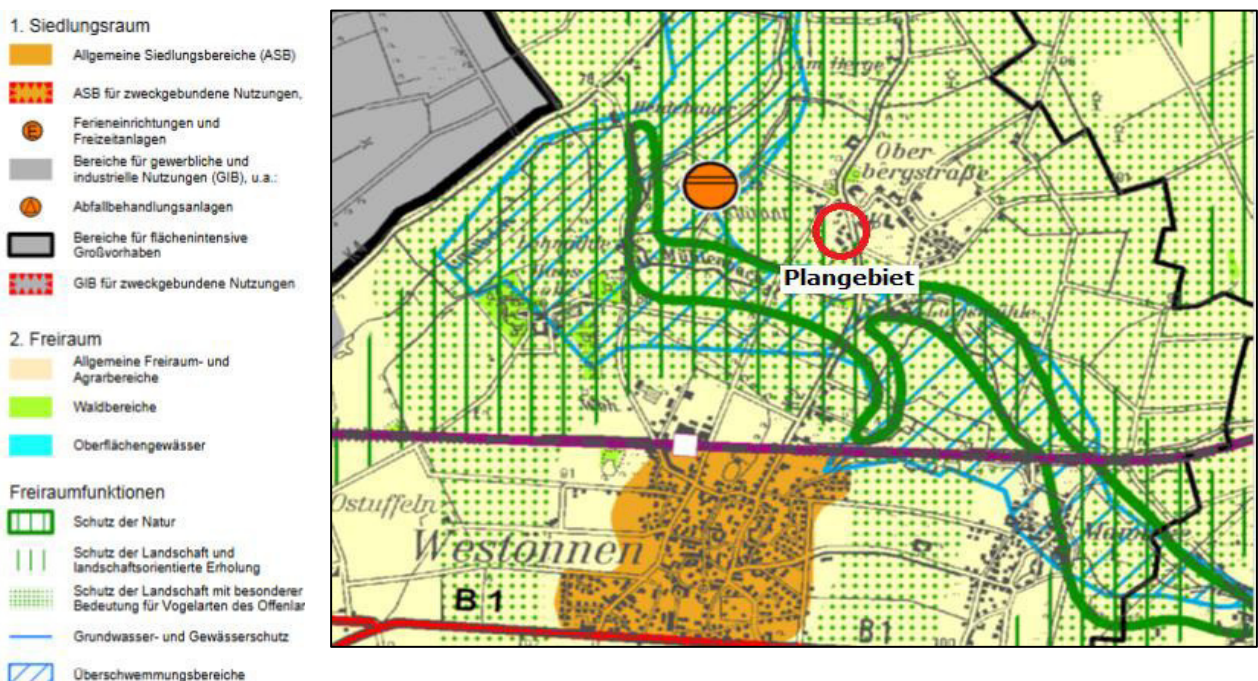 1. Siedlungsraum
Allgemeine Siedlungsbereiche (ASB)
ASB für zweckgebundene Nutzungen,
E
Ferieneinrichtungen und
Freizeitanlagen
Bereiche für gewerbliche und
industrielle Nutzungen (GIB), u.a.:
Abfallbehandlungsanlagen
Bereiche für flächenintensive
Großvorhaben
GIB für zweckgebundene Nutzungen
2. Freiraum
Allgemeine Freiraum- und
Agrarbereiche
Waldbereiche
Oberflächengewässer
Freiraumfunktionen
Schutz der Natur
Schutz der Landschaft und
landschaftsorientierte Erholung
Schutz der Landschaft mit besonderer
Bedeutung für Vogelarten des Offenlar
Grundwasser- und Gewässerschutz
Überschwemmungsbereiche
Ober-
bergstraße
Plangebiet
Ostuffeln
91
Westönnen
B 1
B1
100